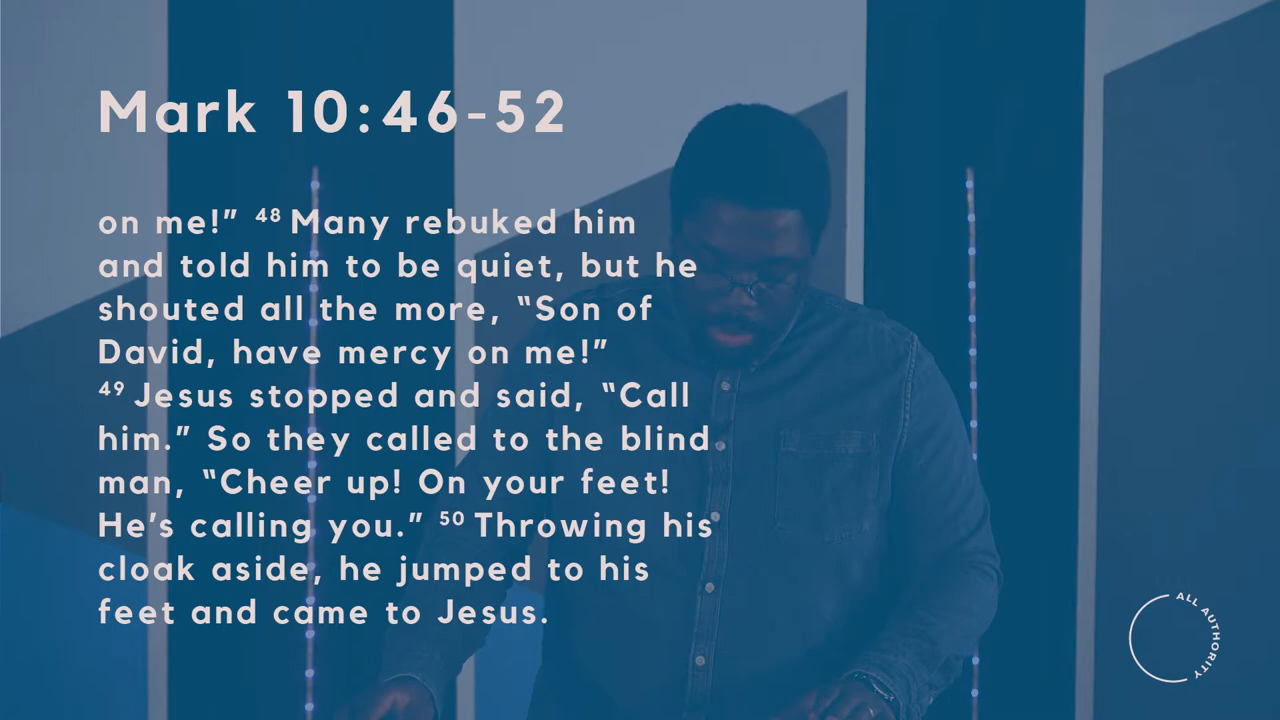 Mark 10:46-52
on me!” ⁴⁸ Many rebuked him
and told him to be quiet, but he
shouted all the more, “Son of
David, have mercy on me!”
⁴⁹ Jesus stopped and said, “Call
him.” So they called to the blind
man, “Cheer up! On your feet!
He’s calling you.” ⁵⁰ Throwing his
cloak aside, he jumped to his
feet and came to Jesus.
ALL AUTHORITY